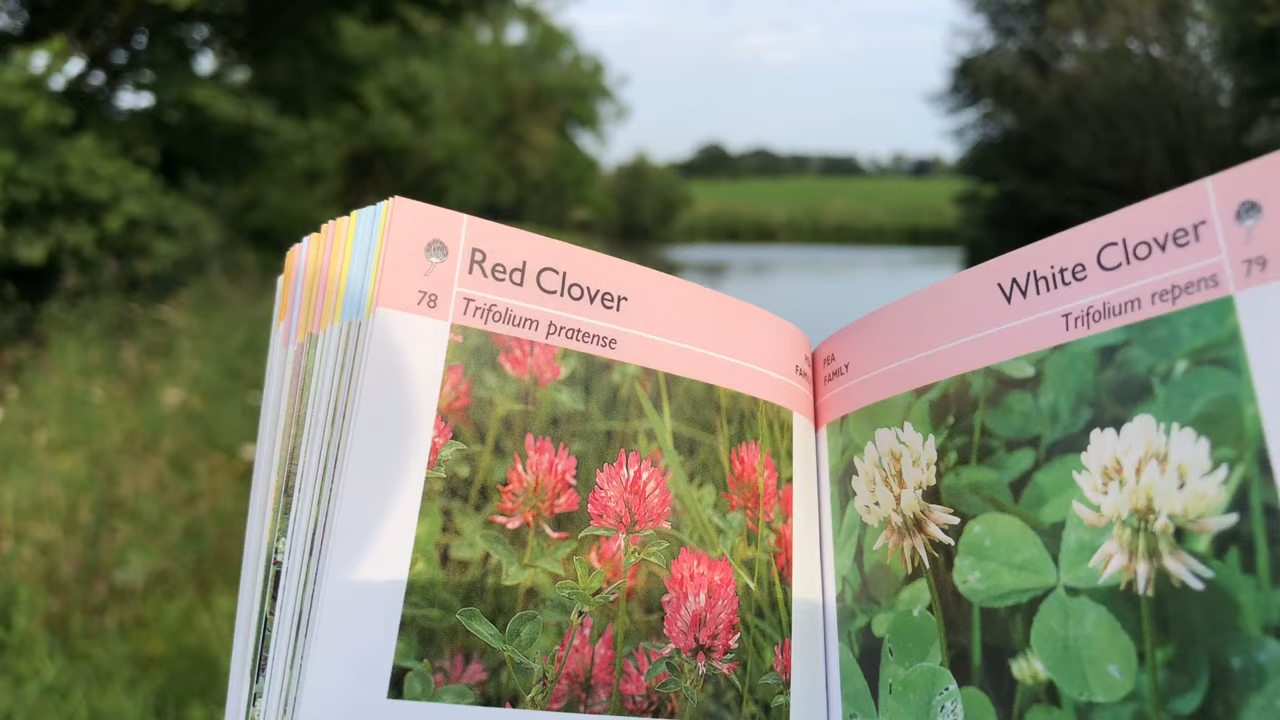 78
Red Clover
Trifolium pratense
PEA
FAMILY
White Clover
79
Trifolium repens